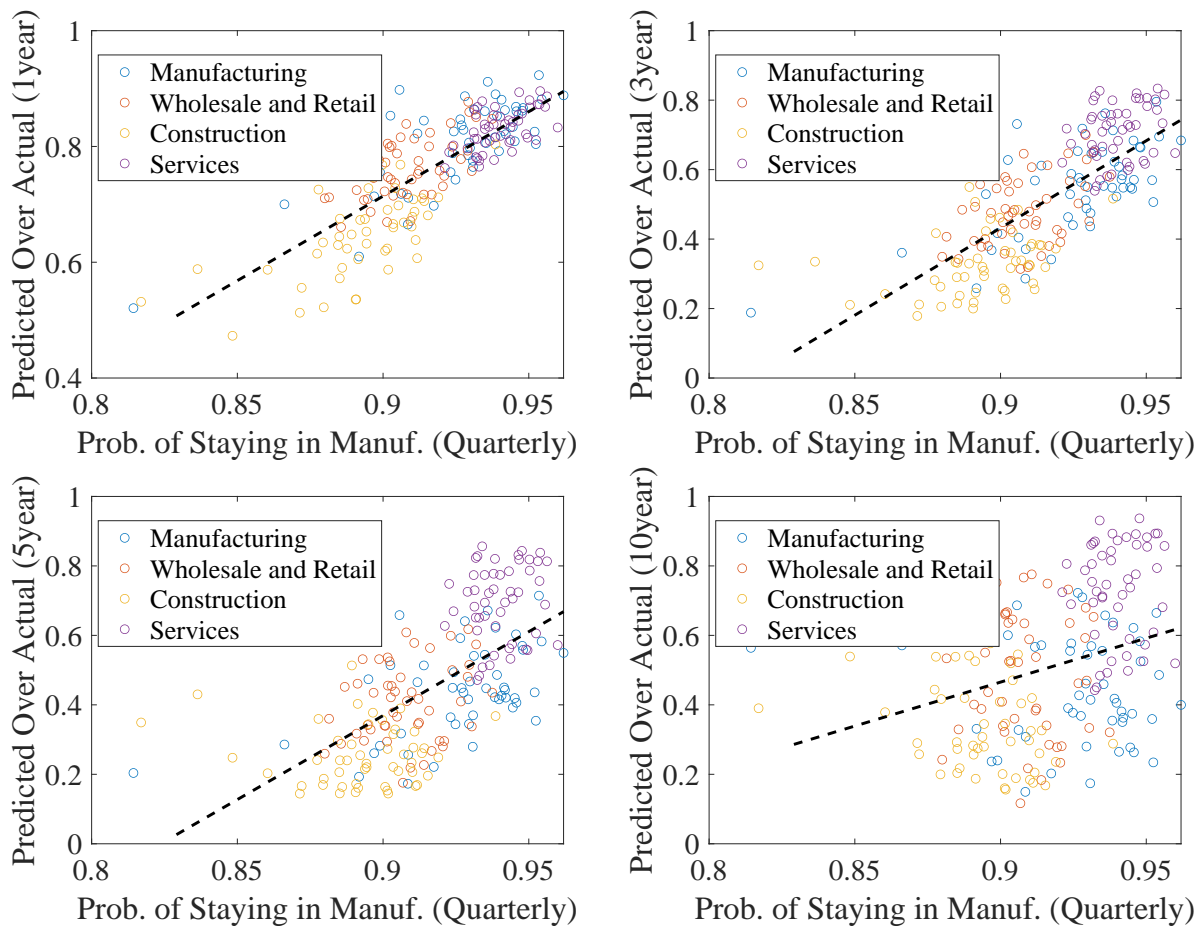 Predicted Over Actual (1year)
1
0.8
0.6
0.4
Manufacturing
Wholesale and Retail
Construction
Services
0.8
0.85
0.9
0.95
Prob. of Staying in Manuf. (Quarterly)
Predicted Over Actual (3year)
1
0.8
0.6
0.4
0.2
0
Manufacturing
Wholesale and Retail
Construction
Services
0.8
0.85
0.9
0.95
Prob. of Staying in Manuf. (Quarterly)
Predicted Over Actual (5year)
1
0.8
0.6
0.4
0.2
0
Manufacturing
Wholesale and Retail
Construction
Services
0.8
0.85
0.9
0.95
Prob. of Staying in Manuf. (Quarterly)
Predicted Over Actual (10year)
1
0.8
0.6
0.4
0.2
0
Manufacturing
Wholesale and Retail
Construction
Services
0.8
0.85
0.9
0.95
Prob. of Staying in Manuf. (Quarterly)